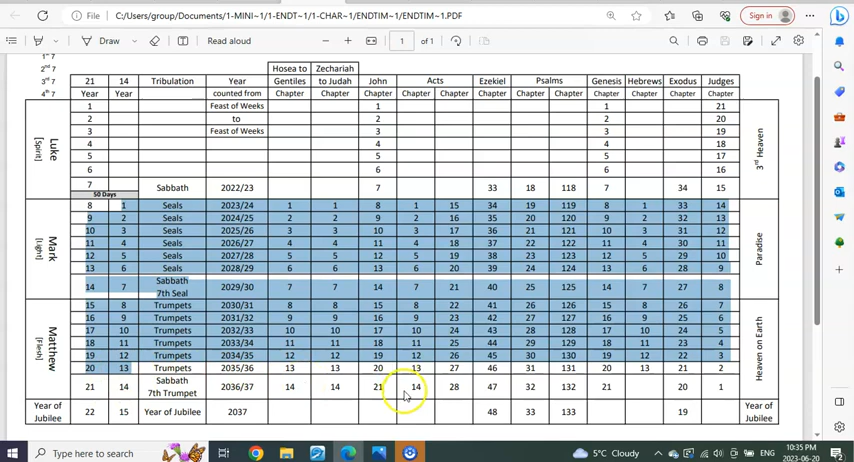 File C:/Users/group/Documents/1-MINI~1/1-ENDT~1/1-CHAR~1/ENDTIM~1/ENDTIM~1.PDF Sign in
Draw Read aloud 1 of 1
1st 7
2nd 7 Hosea to Zechariah
3rd 7 21 14 Tribulation Year Gentiles to Judah John Acts Ezekiel Psalms Genesis Hebrews Exodus Judges
4th 7 Year Year counted from Chapter Chapter Chapter Chapter Chapter Chapter Chapter Chapter Chapter Chapter Chapter Chapter
Luke [Spirit] 3rd Heaven
1 Feast of Weeks 1 1 21
2 to 2 2 20
3 Feast of Weeks 3 3 19
4 4 4 18
5 5 5 17
6 6 6 16
7 Sabbath 2022/23 7 33 18 118 7 34 15
50 Days
Mark [Light] Paradise
8 1 Seals 2023/24 1 1 8 1 15 34 19 119 8 1 33 14
9 2 Seals 2024/25 2 2 9 2 16 35 20 120 9 2 32 13
10 3 Seals 2025/26 3 3 10 3 17 36 21 121 10 3 31 12
11 4 Seals 2026/27 4 4 11 4 18 37 22 122 11 4 30 11
12 5 Seals 2027/28 5 5 12 5 19 38 23 123 12 5 29 10
13 6 Seals 2028/29 6 6 13 6 20 39 24 124 13 6 28 9
14 7 Sabbath 7th Seal 2029/30 7 7 14 7 21 40 25 125 14 7 27 8
Matthew [Flesh] Heaven on Earth
15 8 Trumpets 2030/31 8 8 15 8 22 41 26 126 15 8 26 7
16 9 Trumpets 2031/32 9 9 16 9 23 42 27 127 16 9 25 6
17 10 Trumpets 2032/33 10 10 17 10 24 43 28 128 17 10 24 5
18 11 Trumpets 2033/34 11 11 18 11 25 44 29 129 18 11 23 4
19 12 Trumpets 2034/35 12 12 19 12 26 45 30 130 19 12 22 3
20 13 Trumpets 2035/36 13 13 20 13 27 46 31 131 20 13 21 2
21 14 Sabbath 7th Trumpet 2036/37 14 14 21 14 28 47 32 132 21 20 1
Year of Jubilee 22 15 Year of Jubilee 2037 48 33 133 19 Year of Jubilee
Type here to search 5°C Cloudy 10:35 PM
2023-06-20
2